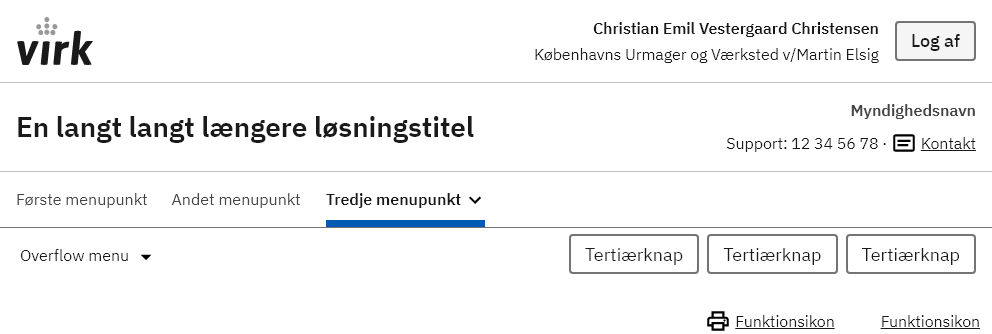 virk
Christian Emil Vestergaard Christensen
Københavns Urmager og Værksted v/Martin Elsig
Log af
En langt langt længere løsningstitel
Myndighedsnavn
Support: 12 34 56 78 · Kontakt
Første menupunkt Andet menupunkt Tredje menupunkt
Overflow menu Tertiærknap Tertiærknap Tertiærknap
Funktionsikon Funktionsikon